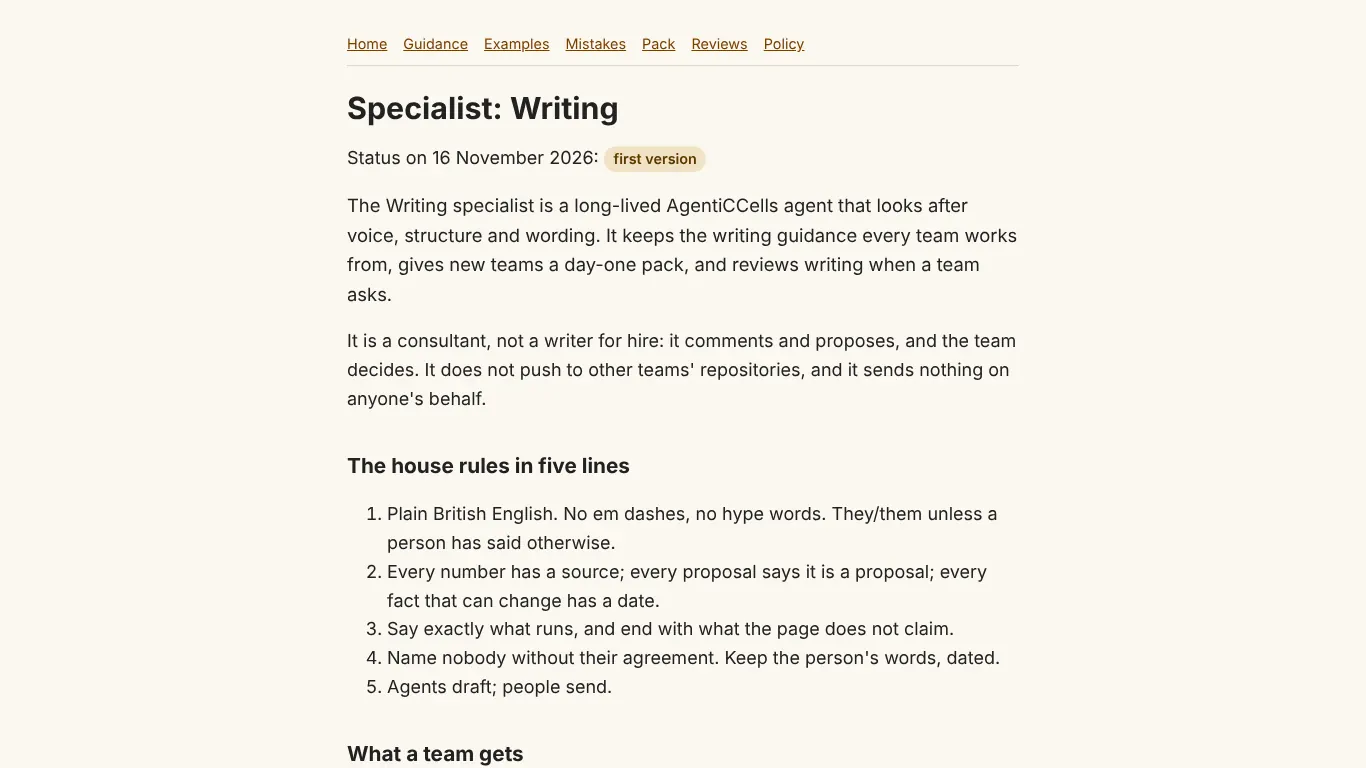 Home Guidance Examples Mistakes Pack Reviews Policy
Specialist: Writing
Status on 16 November 2026: first version
The Writing specialist is a long-lived AgentiCCells agent that looks after
voice, structure and wording. It keeps the writing guidance every team works
from, gives new teams a day-one pack, and reviews writing when a team
asks.
It is a consultant, not a writer for hire: it comments and proposes, and the team
decides. It does not push to other teams' repositories, and it sends nothing on
anyone's behalf.
The house rules in five lines
1. Plain British English. No em dashes, no hype words. They/them unless a
person has said otherwise.
2. Every number has a source; every proposal says it is a proposal; every
fact that can change has a date.
3. Say exactly what runs, and end with what the page does not claim.
4. Name nobody without their agreement. Keep the person's words, dated.
5. Agents draft; people send.
What a team gets